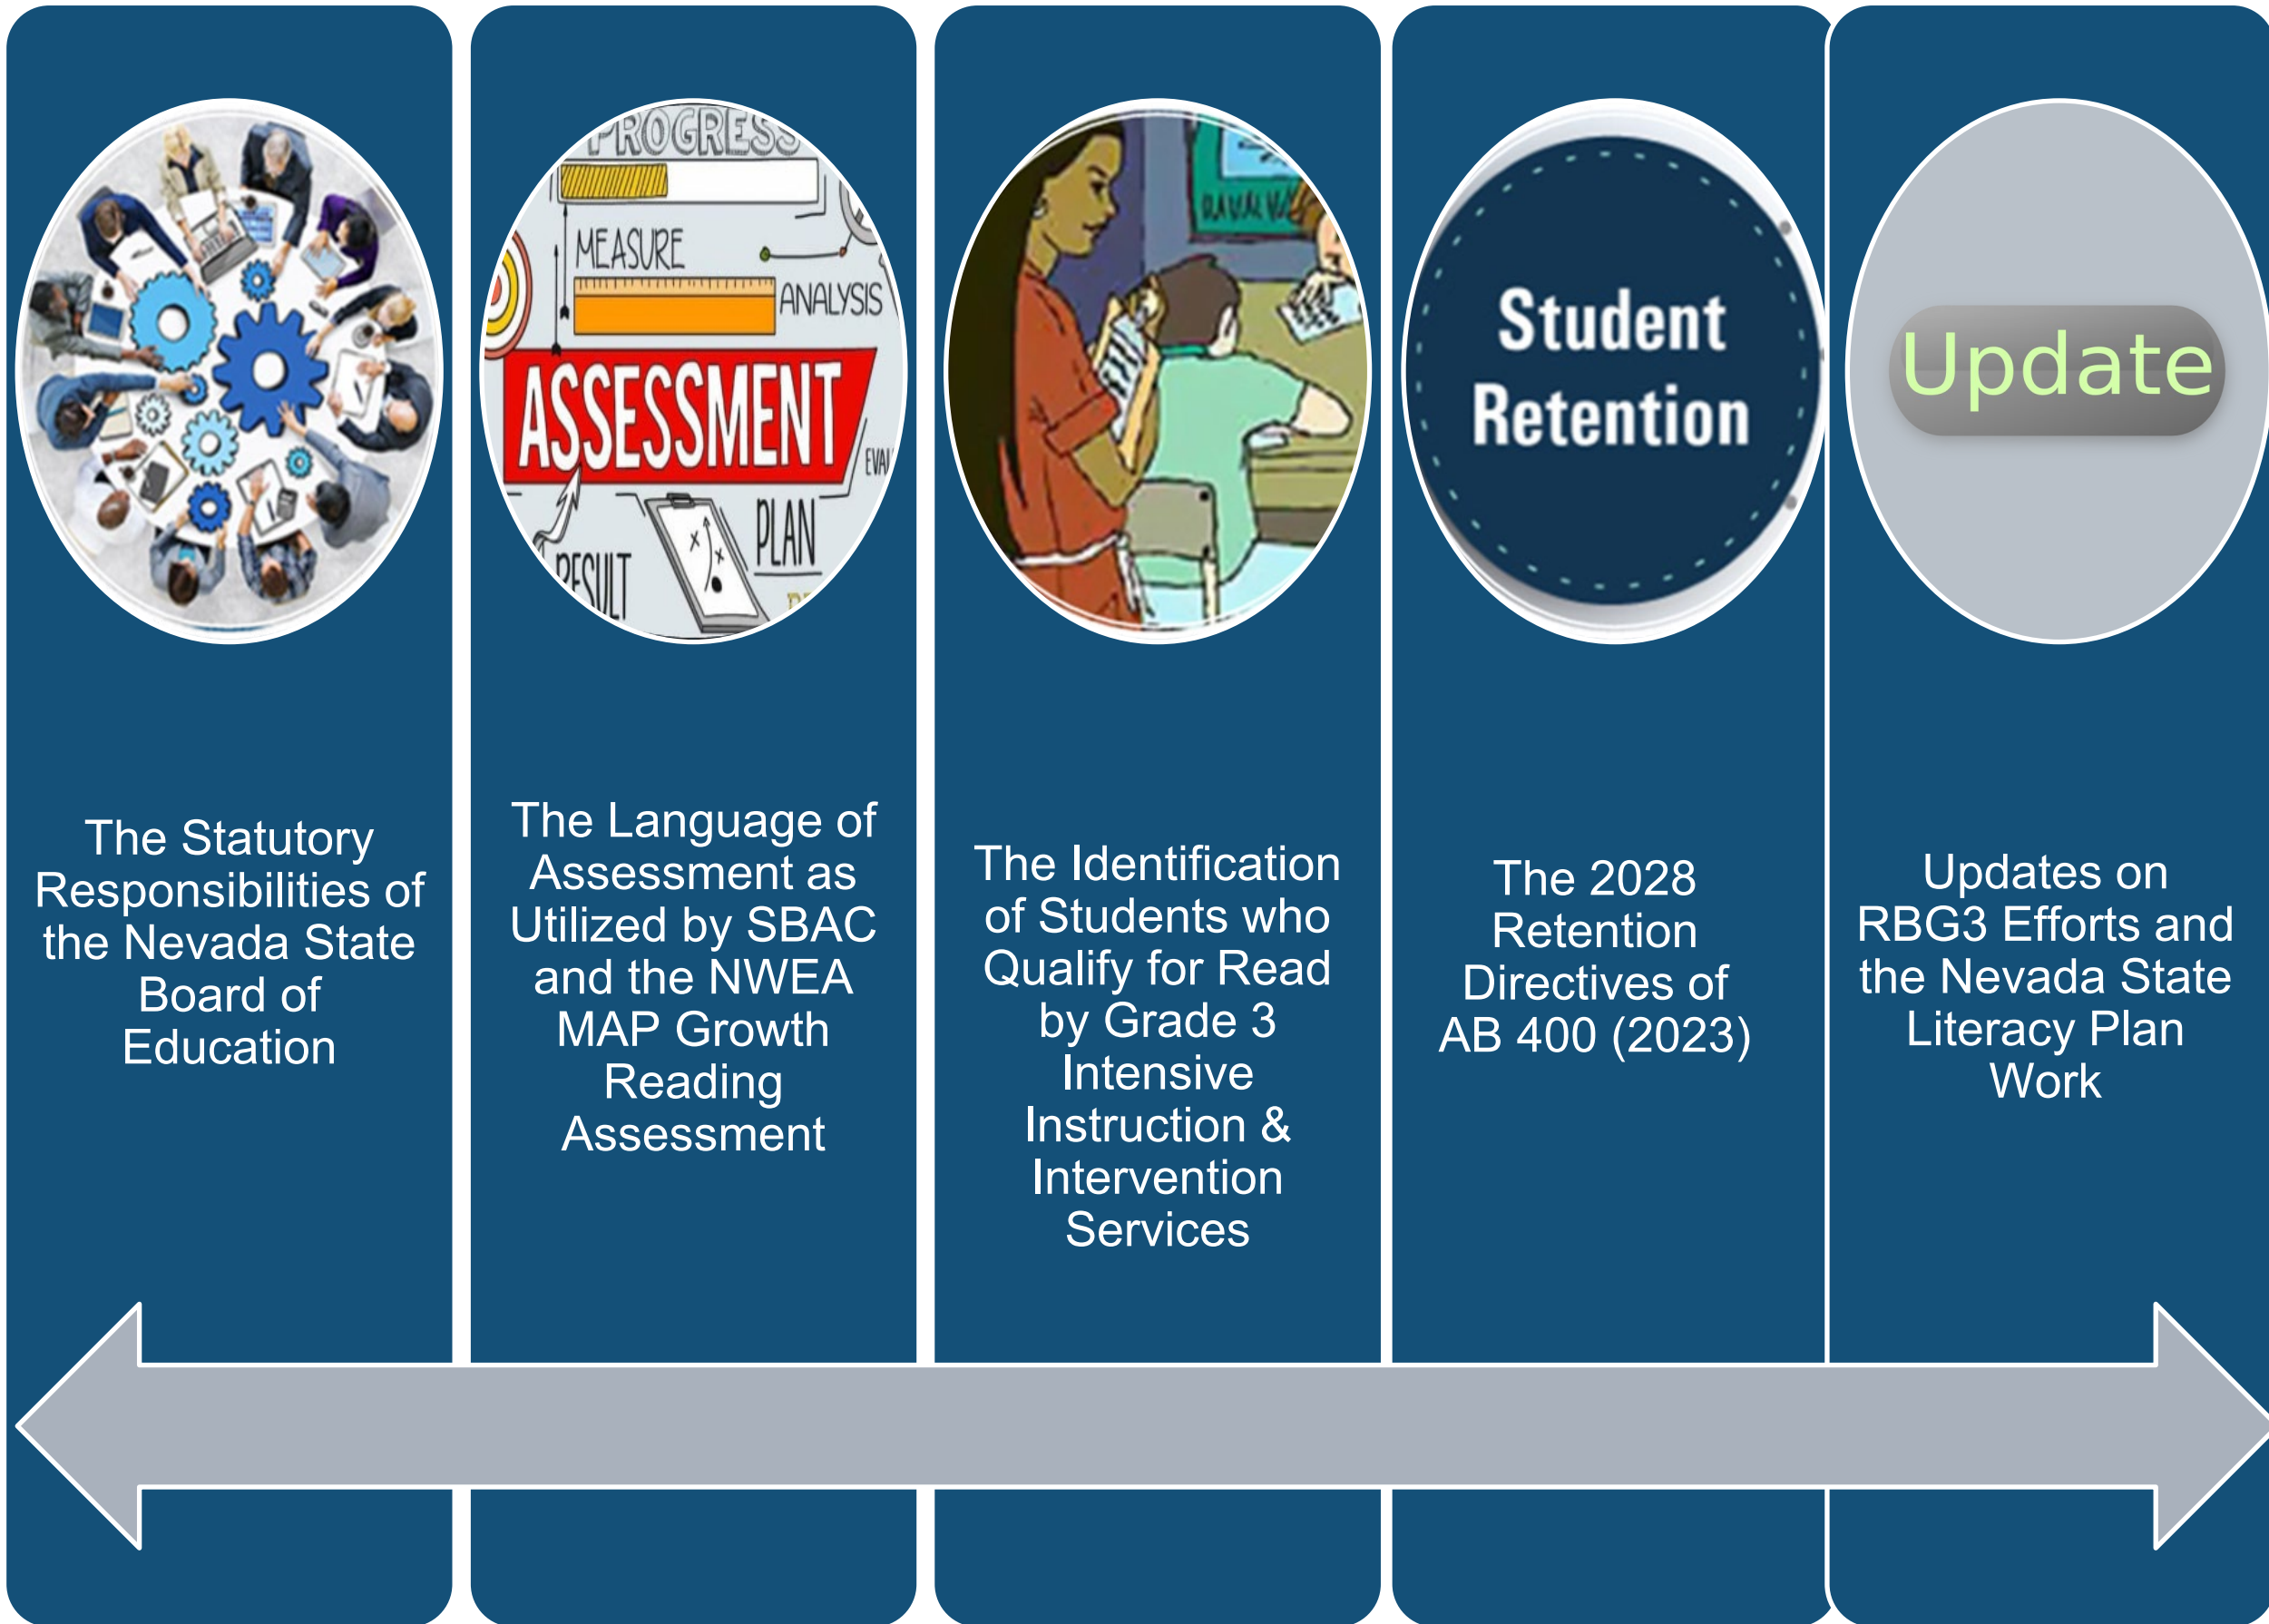 PROGRESS
MEASURE
ANALYSIS
ASSESSMENT
PLAN
RESULT
Student
Retention
Update
The Statutory
Responsibilities of
the Nevada State
Board of
Education
The Language of
Assessment as
Utilized by SBAC
and the NWEA
MAP Growth
Reading
Assessment
The Identification
of Students who
Qualify for Read
by Grade 3
Intensive
Instruction &
Intervention
Services
The 2028
Retention
Directives of
AB 400 (2023)
Updates on
RBG3 Efforts and
the Nevada State
Literacy Plan
Work